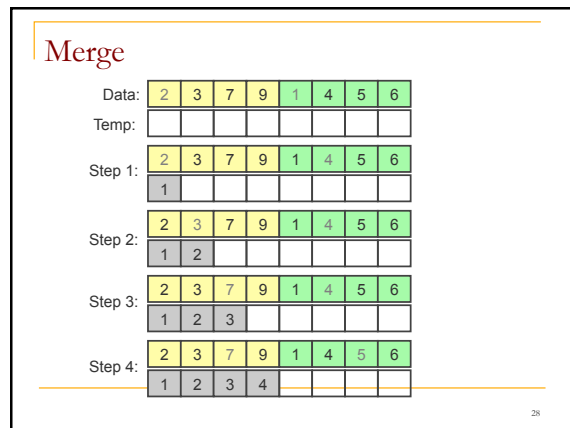 Merge
Data: 2 3 7 9 1 4 5 6
Temp:
Step 1: 2 3 7 9 1 4 5 6
1
Step 2: 2 3 7 9 1 4 5 6
1 2
Step 3: 2 3 7 9 1 4 5 6
1 2 3
Step 4: 2 3 7 9 1 4 5 6
1 2 3 4
28